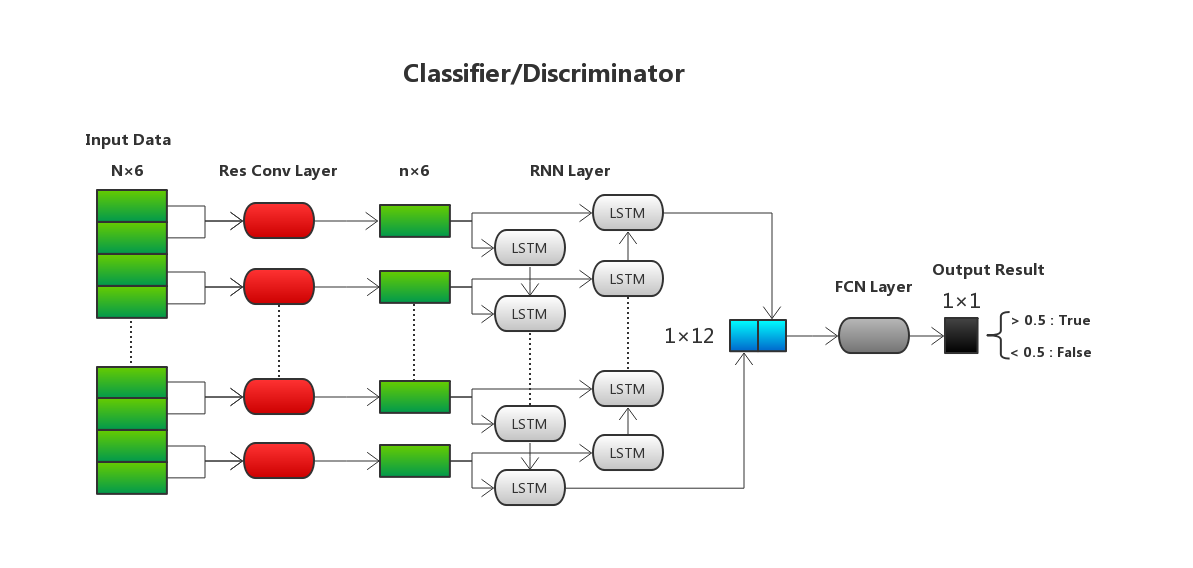 Classifier/Discriminator
Input Data
N×6
Res Conv Layer
n×6
RNN Layer
LSTM
LSTM
LSTM
LSTM
LSTM
LSTM
LSTM
LSTM
1×12
FCN Layer
Output Result
1×1
> 0.5 : True
< 0.5 : False